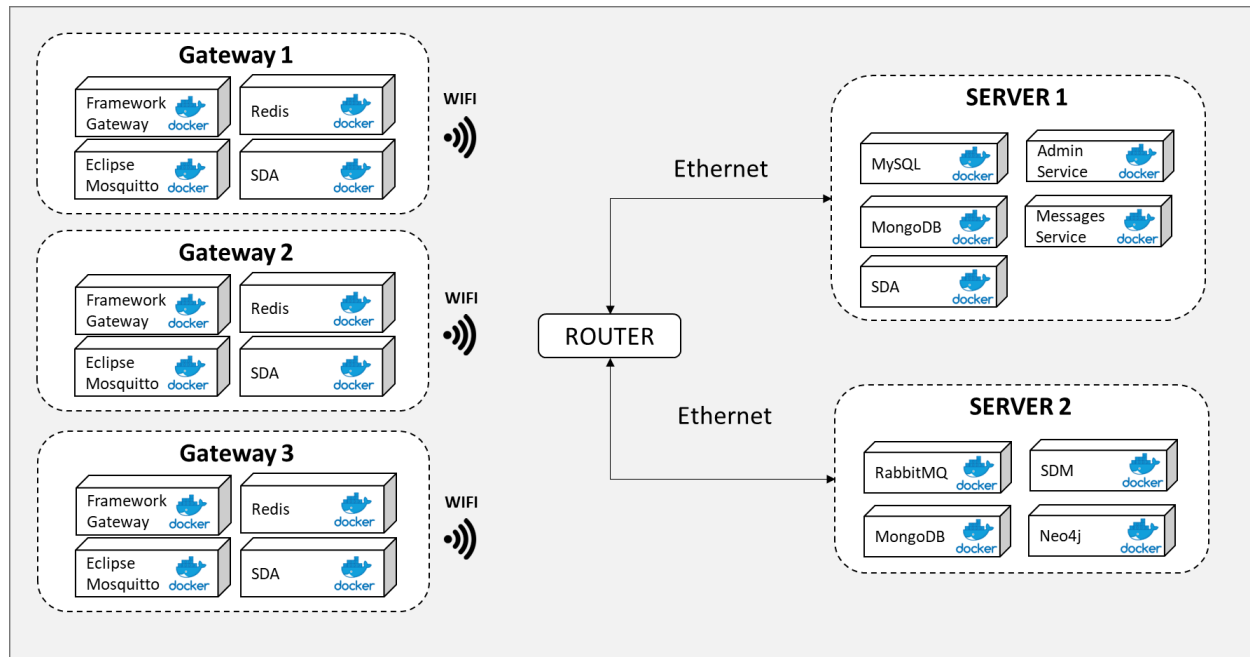 Gateway 1
Framework
Gateway
docker
Redis
docker
Eclipse
Mosquitto
docker
SDA
docker
WIFI
Gateway 2
Framework
Gateway
docker
Redis
docker
Eclipse
Mosquitto
docker
SDA
docker
WIFI
Gateway 3
Framework
Gateway
docker
Redis
docker
Eclipse
Mosquitto
docker
SDA
docker
WIFI
Ethernet
ROUTER
Ethernet
SERVER 1
MySQL
docker
Admin
Service
docker
MongoDB
docker
Messages
Service
docker
SDA
docker
SERVER 2
RabbitMQ
docker
SDM
docker
MongoDB
docker
Neo4j
docker